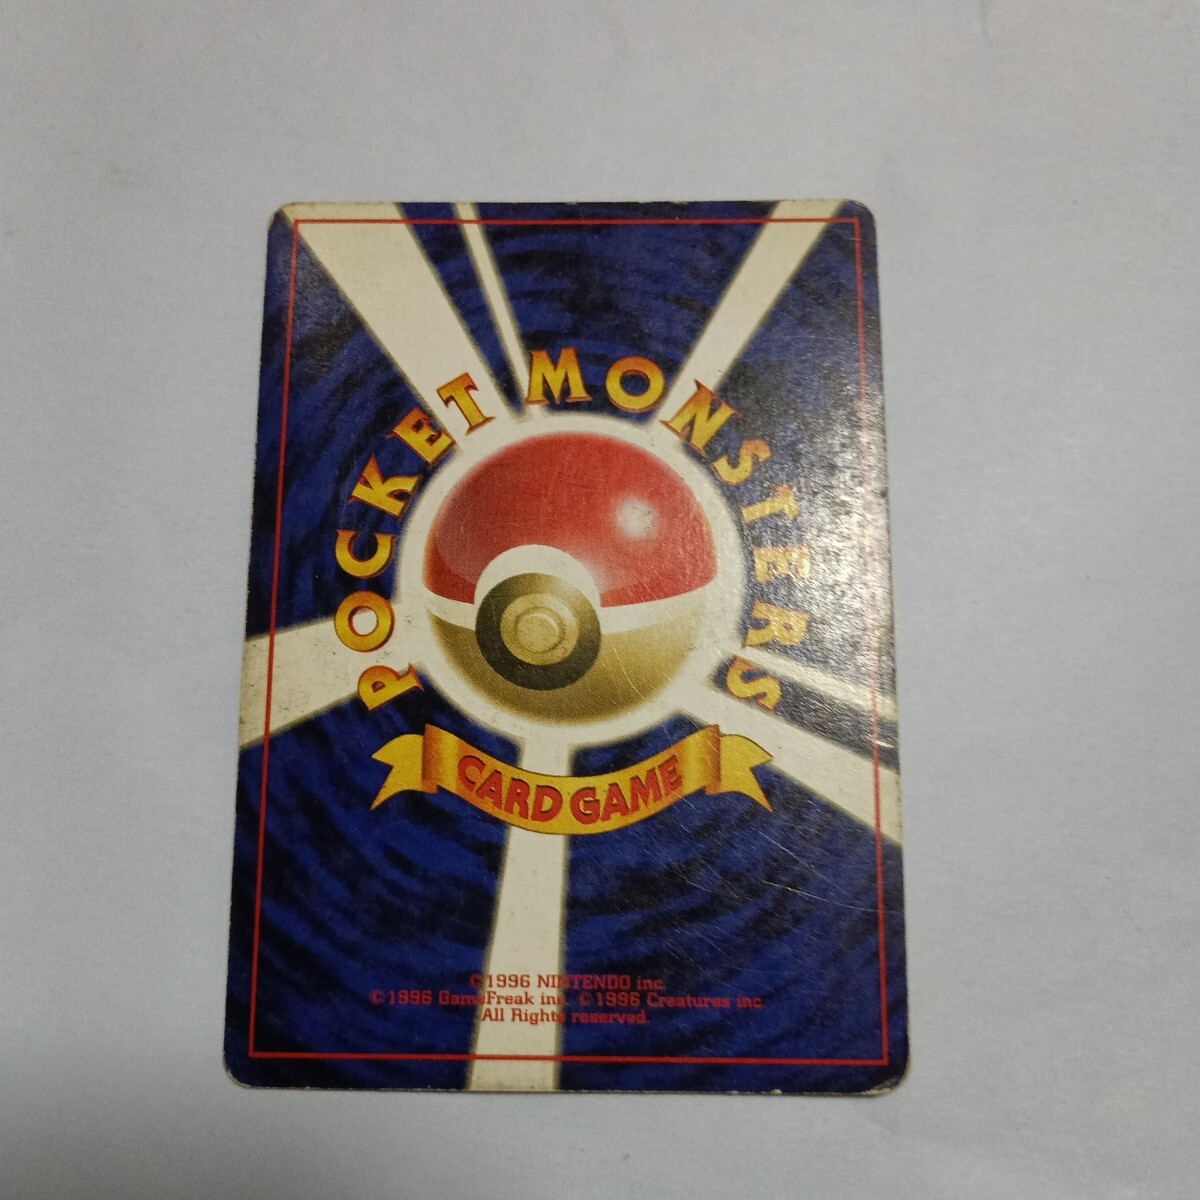 POCKET MONSTERS
CARD GAME
©1996 NINTENDO inc.
©1996 GameFreak inc. ©1996 Creatures inc.
All Rights reserved.